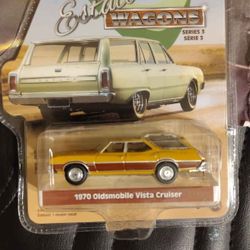 Estate
WAGONS
SERIES 3
SÉRIE 3
1970 Oldsmobile Vista Cruiser